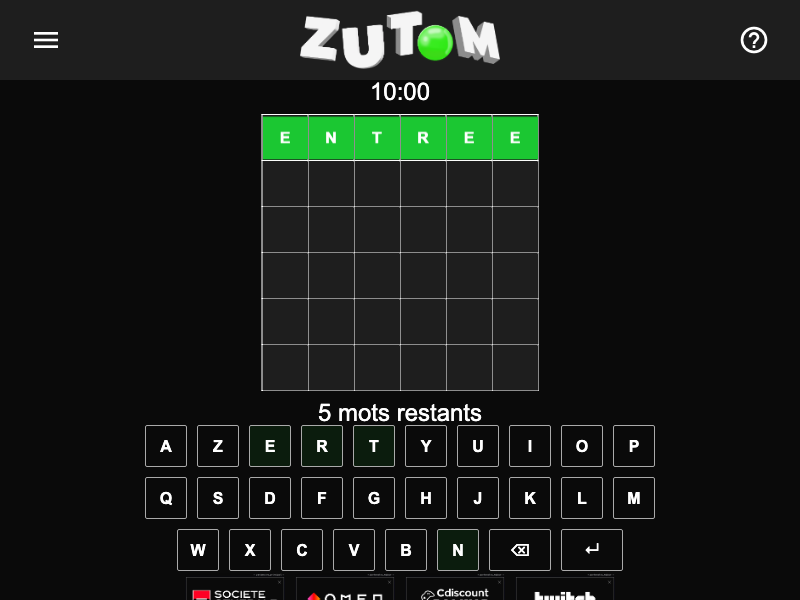 ZUTOM
10:00
E N T R E E
5 mots restants
A Z E R T Y U I O P
Q S D F G H J K L M
W X C V B N
SOCIETE
OMEN
Cdiscount
twitch